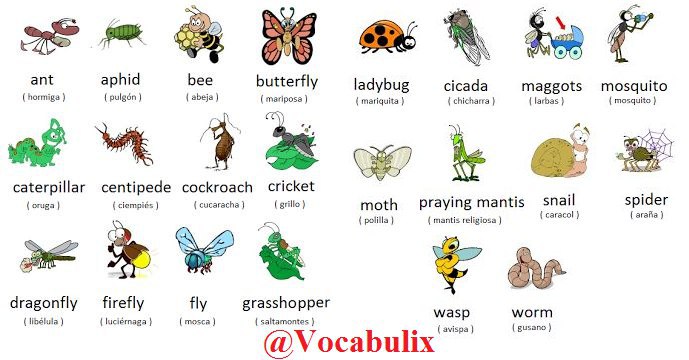 ant aphid bee butterfly ladybug cicada maggots mosquito
( hormiga ) ( pulgón ) ( abeja ) ( mariposa ) ( mariquita ) ( chicharra ) ( larbas ) ( mosquito )
caterpillar centipede cockroach cricket moth praying mantis snail spider
( oruga ) ( ciempiés ) ( cucaracha ) ( grillo ) ( polilla ) ( mantis religiosa ) ( caracol ) ( araña )
dragonfly firefly fly grasshopper wasp worm
( libélula ) ( luciérnaga ) ( mosca ) ( saltamontes ) ( avispa ) ( gusano )
@Vocabulix